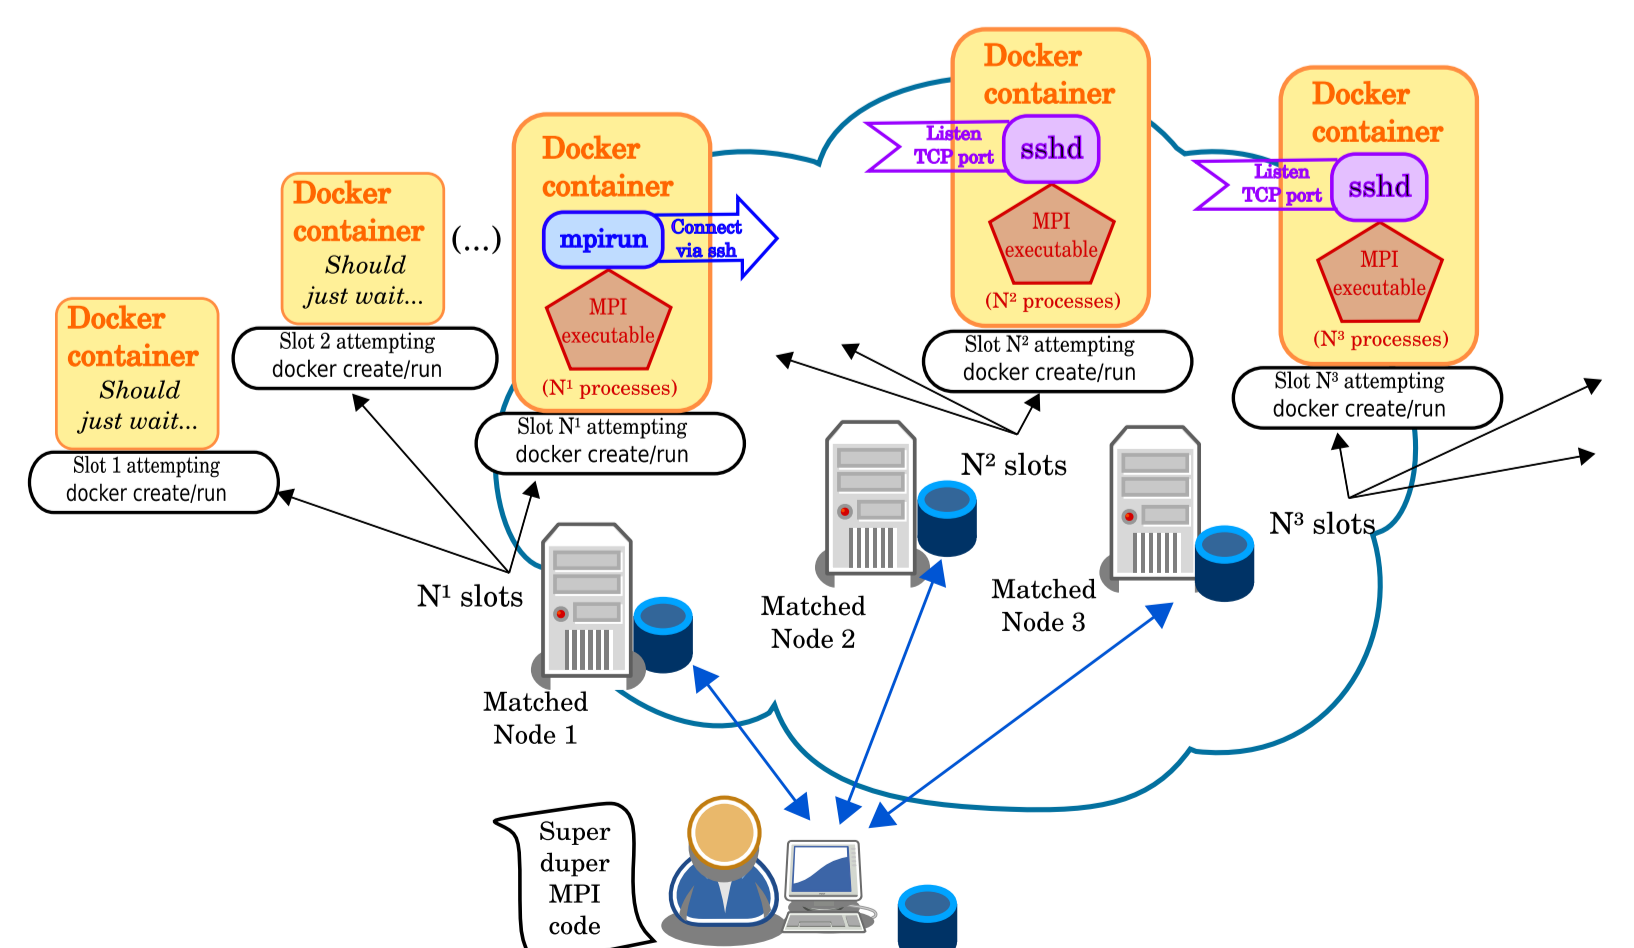 Docker
container
Should
just wait...
Slot 1 attempting
docker create/run
Docker
container
Should
just wait...
Slot 2 attempting
docker create/run
(...)
Docker
container
mpirun
Connect
via ssh
MPI
executable
(N¹ processes)
Slot N¹ attempting
docker create/run
N¹ slots
Matched
Node 1
Docker
container
Listen
TCP port
sshd
MPI
executable
(N² processes)
Slot N² attempting
docker create/run
N² slots
Matched
Node 2
Docker
container
Listen
TCP port
sshd
MPI
executable
(N³ processes)
Slot N³ attempting
docker create/run
N³ slots
Matched
Node 3
Super
duper
MPI
code